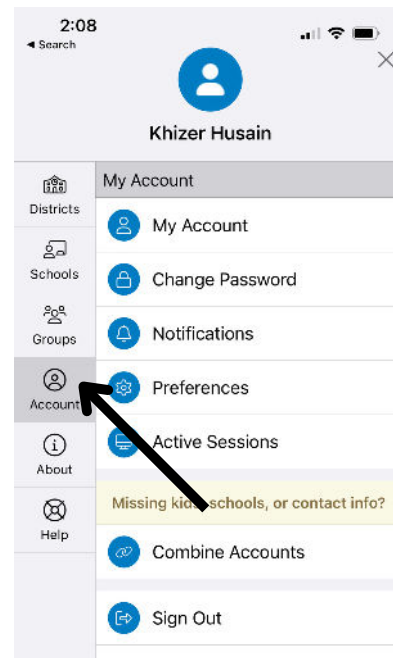 2:08
◀ Search
Khizer Husain
Districts
Schools
Groups
Account
About
Help
My Account
My Account
Change Password
Notifications
Preferences
Active Sessions
Missing kids, schools, or contact info?
Combine Accounts
Sign Out